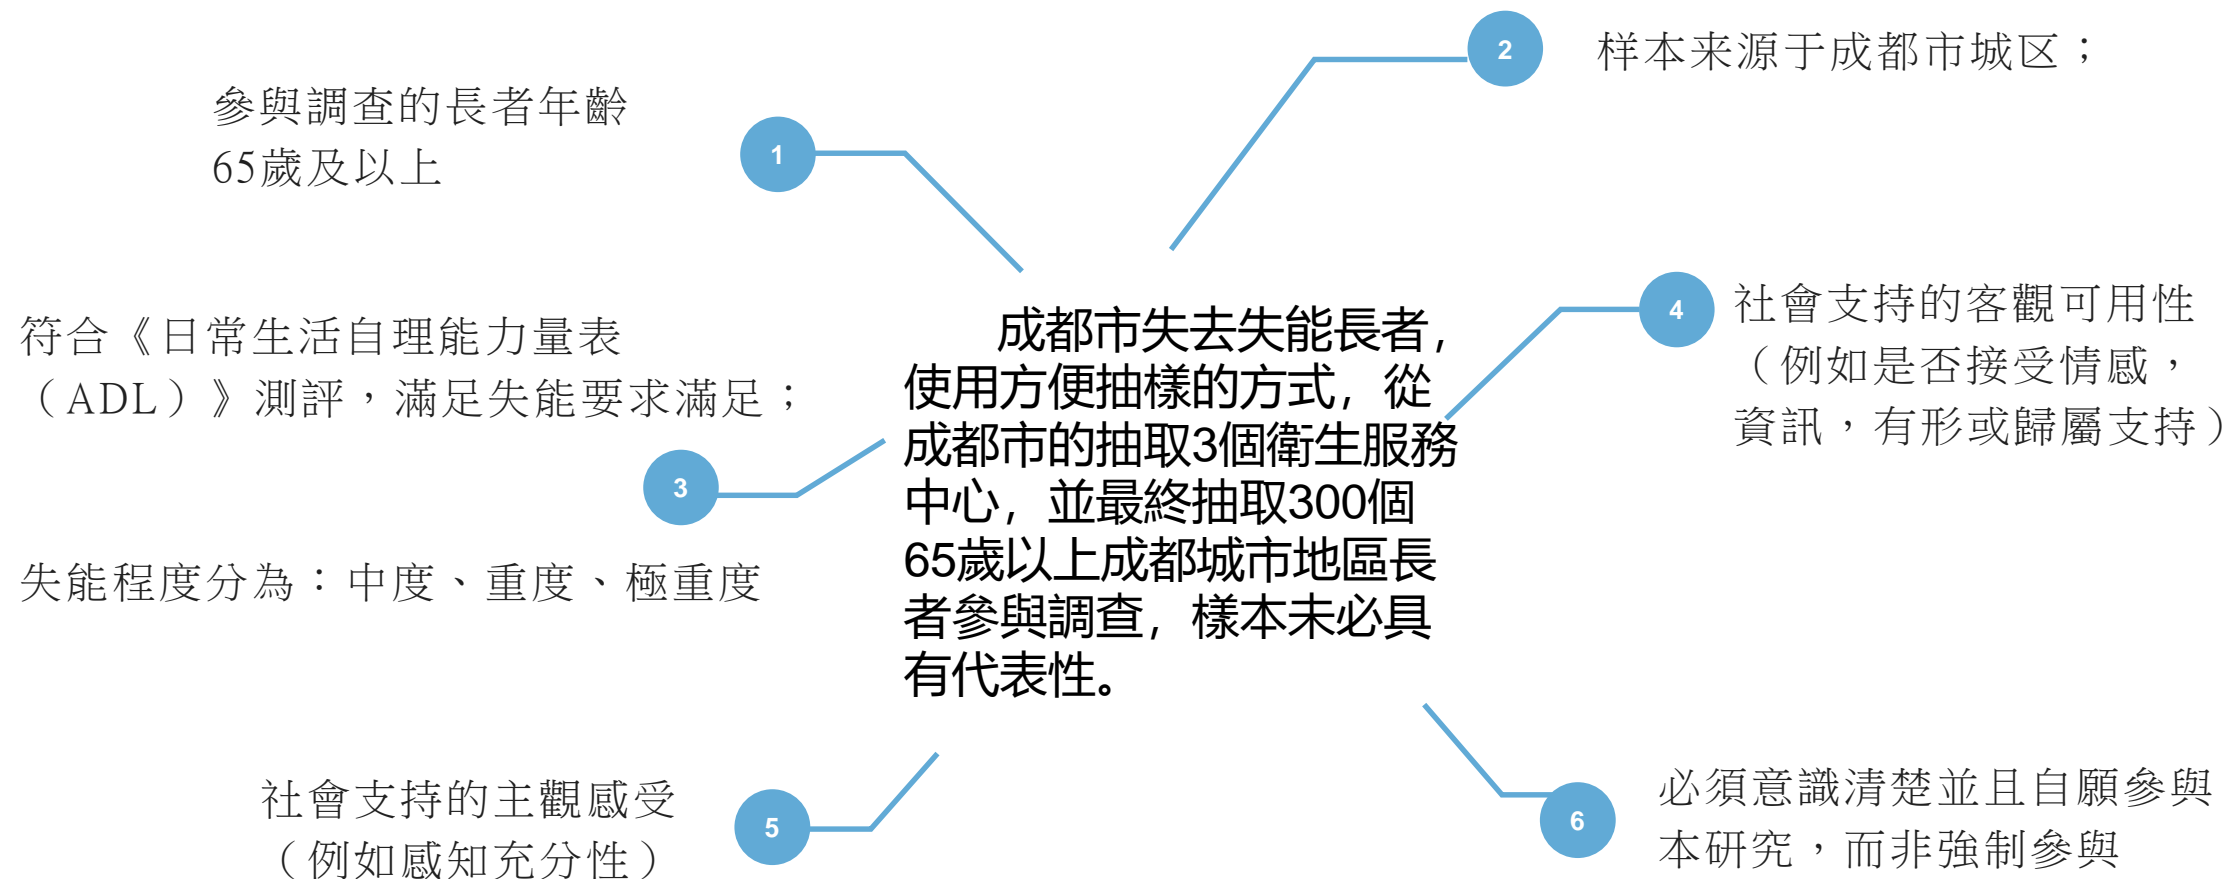 參與調查的長者年齡
65歲及以上
1
2
样本来源于成都市城区；
符合《日常生活自理能力量表
（ADL）》測評，滿足失能要求滿足；
3
失能程度分為：中度、重度、極重度
成都市失去失能長者，
使用方便抽樣的方式，從
成都市的抽取3個衛生服務
中心，並最終抽取300個
65歲以上成都城市地區長
者參與調查，樣本未必具
有代表性。
4
社會支持的客觀可用性
（例如是否接受情感，
資訊，有形或歸屬支持）
社會支持的主觀感受
（例如感知充分性）
5
6
必須意識清楚並且自願參與
本研究，而非強制參與